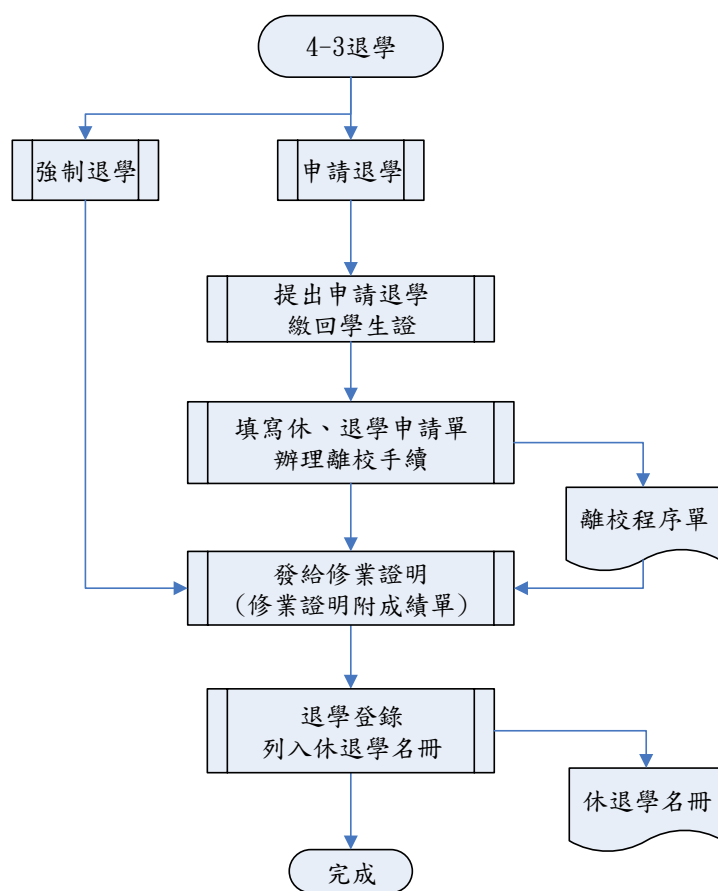 4-3退學
強制退學
申請退學
提出申請退學
繳回學生證
填寫休、退學申請單
辦理離校手續
離校程序單
發給修業證明
(修業證明附成績單)
退學登錄
列入休退學名冊
休退學名冊
完成